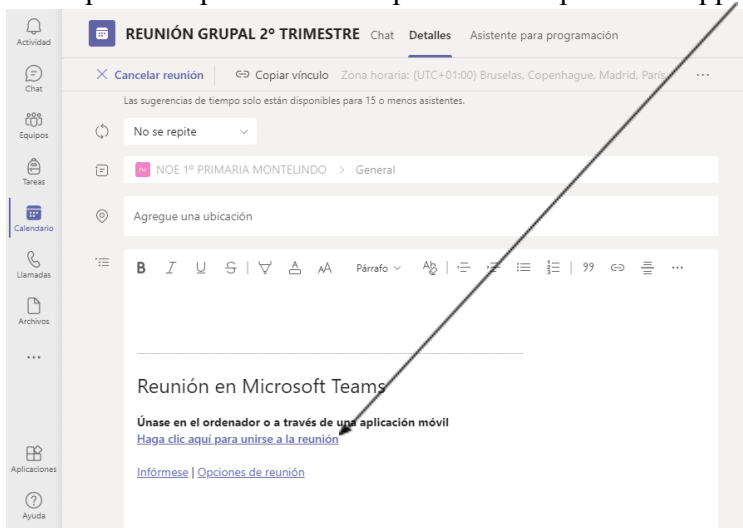 Actividad
Chat
Equipos
Tareas
Calendario
Llamadas
Archivos
Aplicaciones
Ayuda
REUNIÓN GRUPAL 2º TRIMESTRE Chat Detalles Asistente para programación
Cancelar reunión Copiar vínculo Zona horaria: (UTC+01:00) Bruselas, Copenhague, Madrid, París ...
Las sugerencias de tiempo solo están disponibles para 15 o menos asistentes.
No se repite
NOE 1º PRIMARIA MONTELINDO > General
Agregue una ubicación
B I U S A AA Párrafo
Reunión en Microsoft Teams
Únase en el ordenador o a través de una aplicación móvil
Haga clic aquí para unirse a la reunión
Infórmese | Opciones de reunión